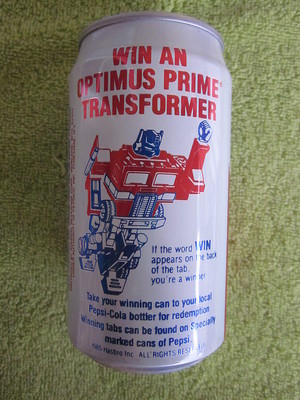 WIN AN
OPTIMUS PRIME*
TRANSFORMER
If the word WIN
appears on the back
of the tab,
you're a winner
Take your winning can to your local
Pepsi-Cola bottler for redemption
Winning tabs can be found on Specially
marked cans of Pepsi.
1985 Hasbro Inc. ALL RIGHTS RESERVED